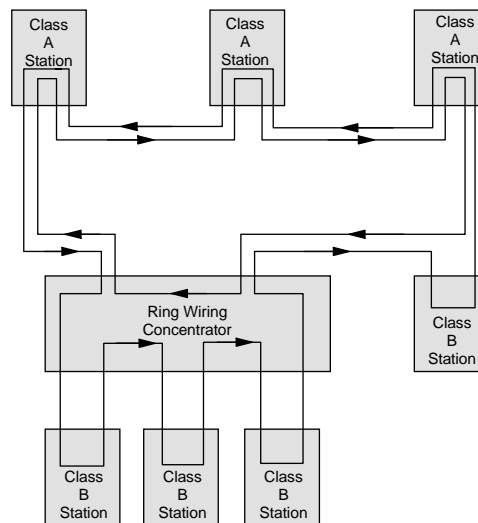 Class
A
Station
Class
A
Station
Class
A
Station
Ring Wiring
Concentrator
Class
B
Station
Class
B
Station
Class
B
Station
Class
B
Station